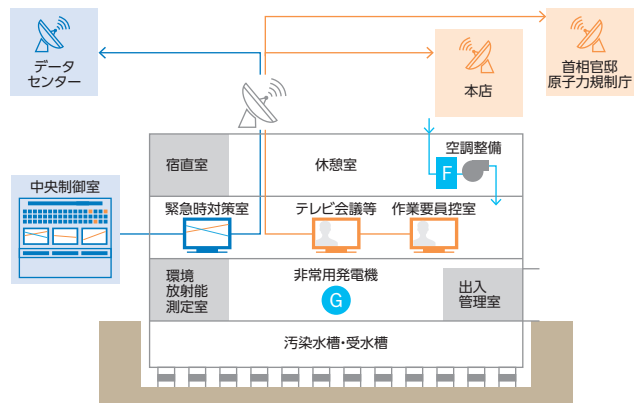 データ
センター
本店
首相官邸
原子力規制庁
宿直室
休憩室
空調整備
F
中央制御室
緊急時対策室
テレビ会議等
作業要員控室
環境
放射能
測定室
非常用発電機
G
出入
管理室
汚染水槽・受水槽